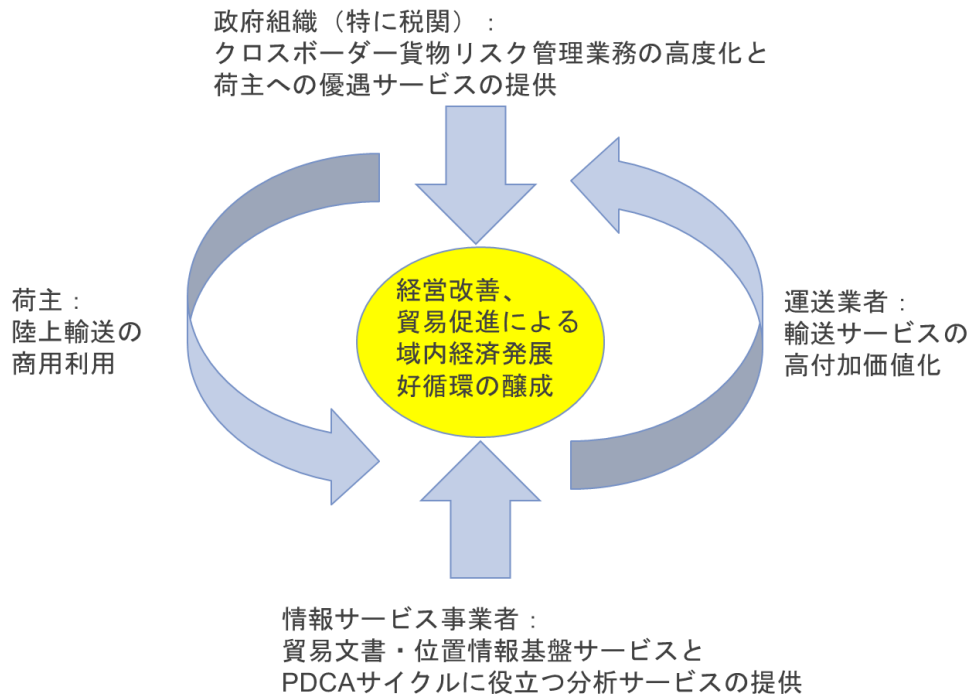 政府組織（特に税関）：
クロスボーダー貨物リスク管理業務の高度化と
荷主への優遇サービスの提供
荷主：
陸上輸送の
商用利用
経営改善、
貿易促進による
域内経済発展
好循環の醸成
運送業者：
輸送サービスの
高付加価値化
情報サービス事業者：
貿易文書・位置情報基盤サービスと
PDCAサイクルに役立つ分析サービスの提供